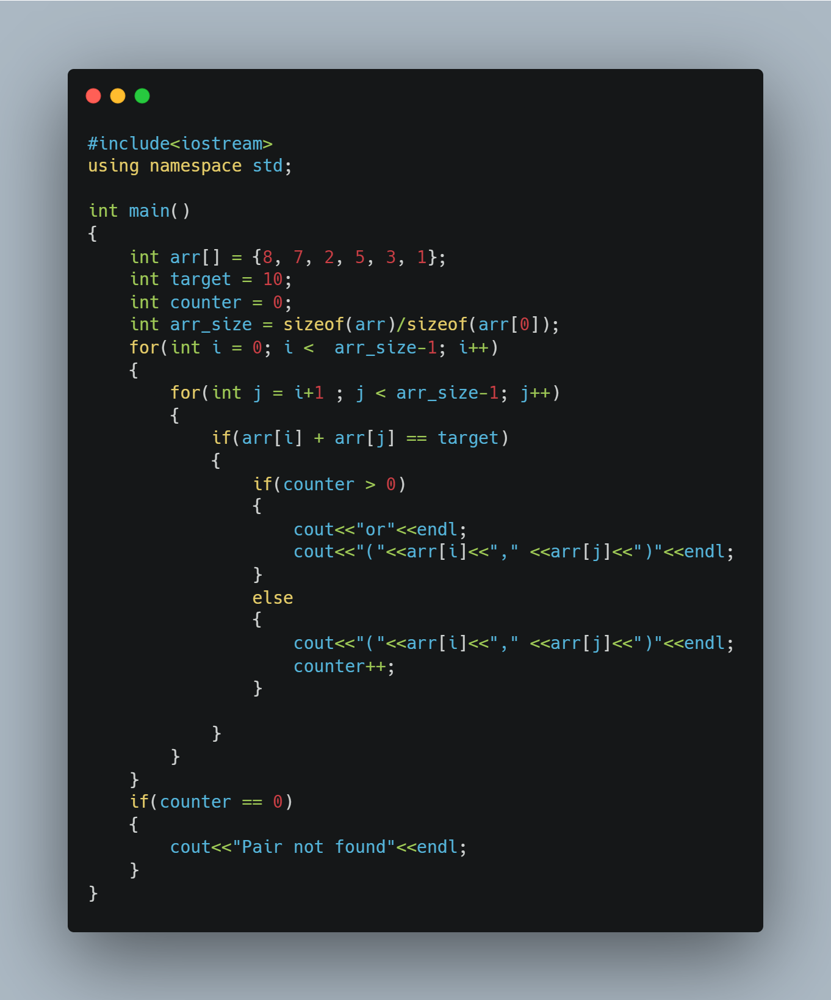 #include<iostream>
using namespace std;

int main()
{
    int arr[] = {8, 7, 2, 5, 3, 1};
    int target = 10;
    int counter = 0;
    int arr_size = sizeof(arr)/sizeof(arr[0]);
    for(int i = 0; i <  arr_size-1; i++)
    {
        for(int j = i+1 ; j < arr_size-1; j++)
        {
            if(arr[i] + arr[j] == target)
            {
                if(counter > 0)
                {
                    cout<<"or"<<endl;
                    cout<<"("<<arr[i]<<"," <<arr[j]<<")"<<endl;
                }
                else
                {
                    cout<<"("<<arr[i]<<"," <<arr[j]<<")"<<endl;
                    counter++;
                }

            }
        }
    }
    if(counter == 0)
    {
        cout<<"Pair not found"<<endl;
    }
}